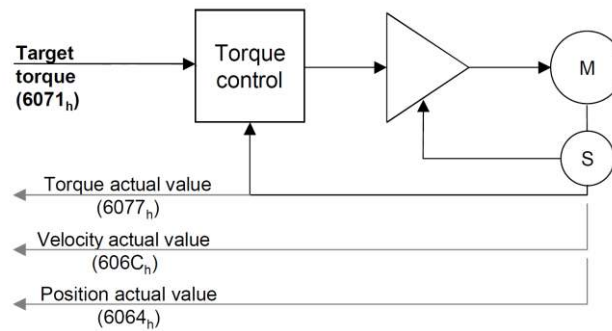 Target
torque
(6071h)
Torque
control
M
S
Torque actual value
(6077h)
Velocity actual value
(606Ch)
Position actual value
(6064h)